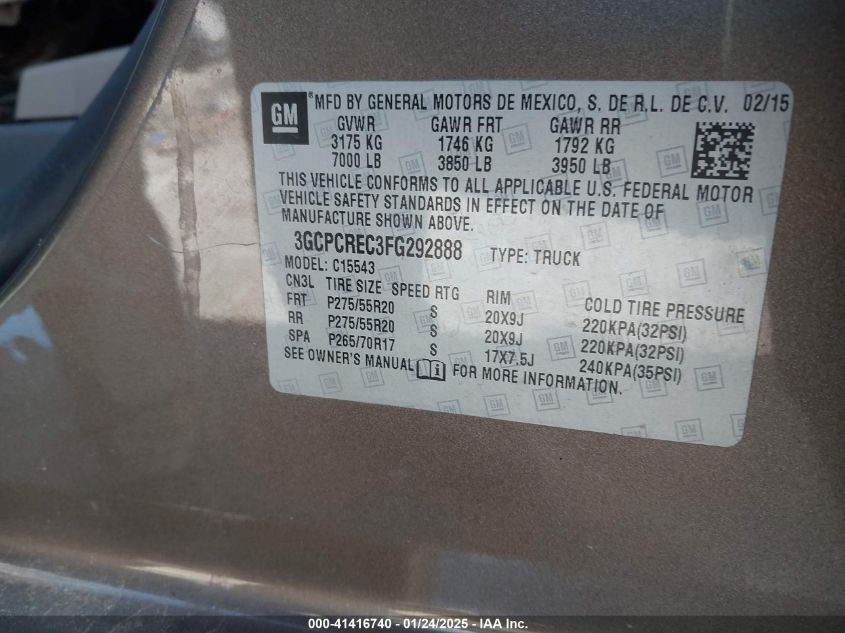 GM ® MFD BY GENERAL MOTORS DE MEXICO, S. DE R.L. DE C.V. 02/15
GVWR GAWR FRT GAWR RR
3175 KG 1746 KG 1792 KG
7000 LB 3850 LB 3950 LB
THIS VEHICLE CONFORMS TO ALL APPLICABLE U.S. FEDERAL MOTOR
VEHICLE SAFETY STANDARDS IN EFFECT ON THE DATE OF
MANUFACTURE SHOWN ABOVE.
3GCPCREC3FG292888 TYPE: TRUCK
MODEL: C15543
CN3L TIRE SIZE SPEED RTG RIM COLD TIRE PRESSURE
FRT P275/55R20 S 20X9J 220KPA(32PSI)
RR P275/55R20 S 20X9J 220KPA(32PSI)
SPA P265/70R17 S 17X7.5J 240KPA(35PSI)
SEE OWNER'S MANUAL FOR MORE INFORMATION.
000-41416740 - 01/24/2025 - IAA Inc.